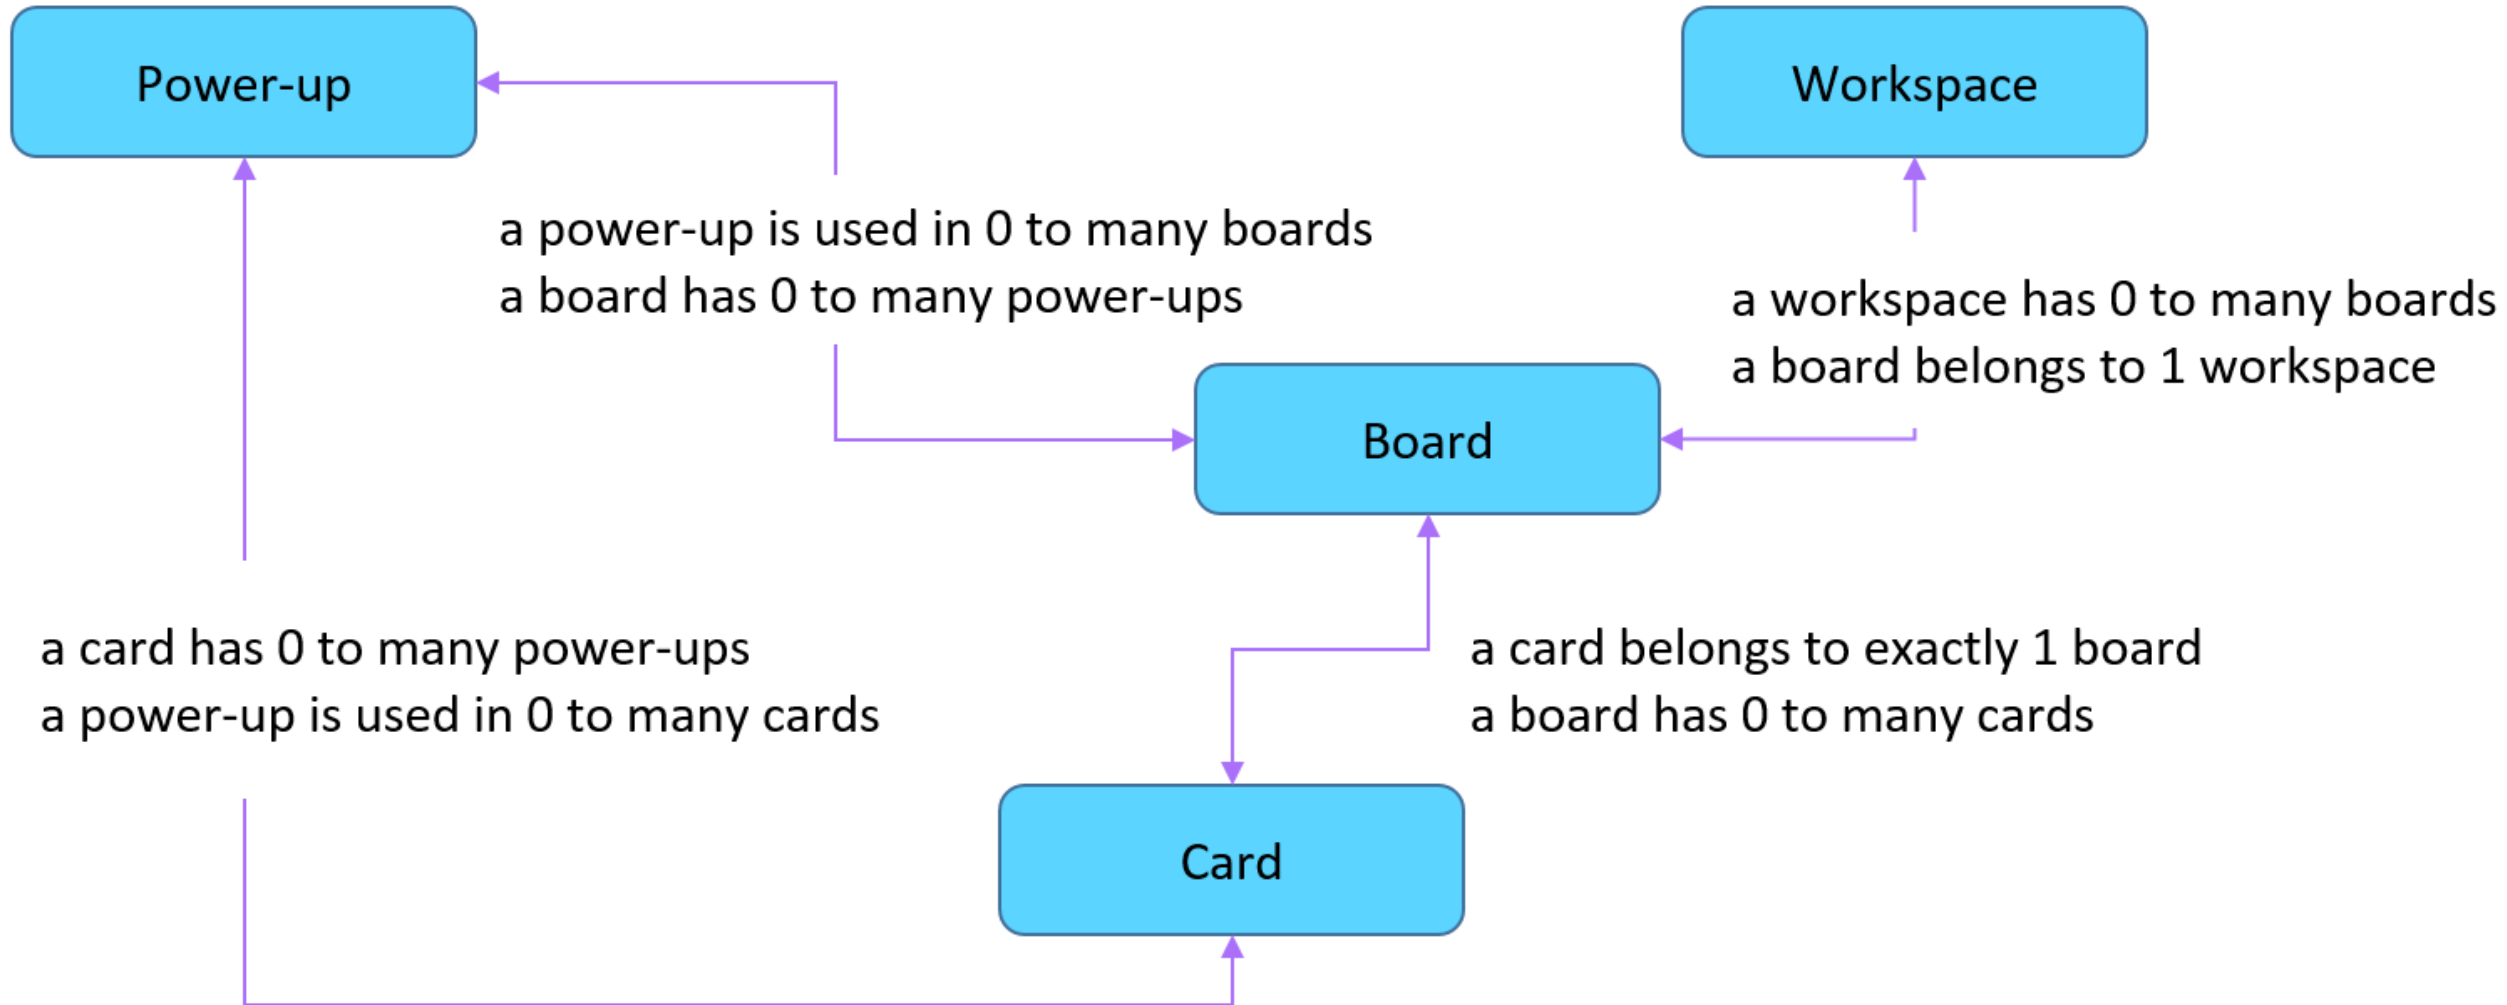 Power-up
Workspace
a power-up is used in 0 to many boards
a board has 0 to many power-ups
a workspace has 0 to many boards
a board belongs to 1 workspace
Board
a card has 0 to many power-ups
a power-up is used in 0 to many cards
a card belongs to exactly 1 board
a board has 0 to many cards
Card